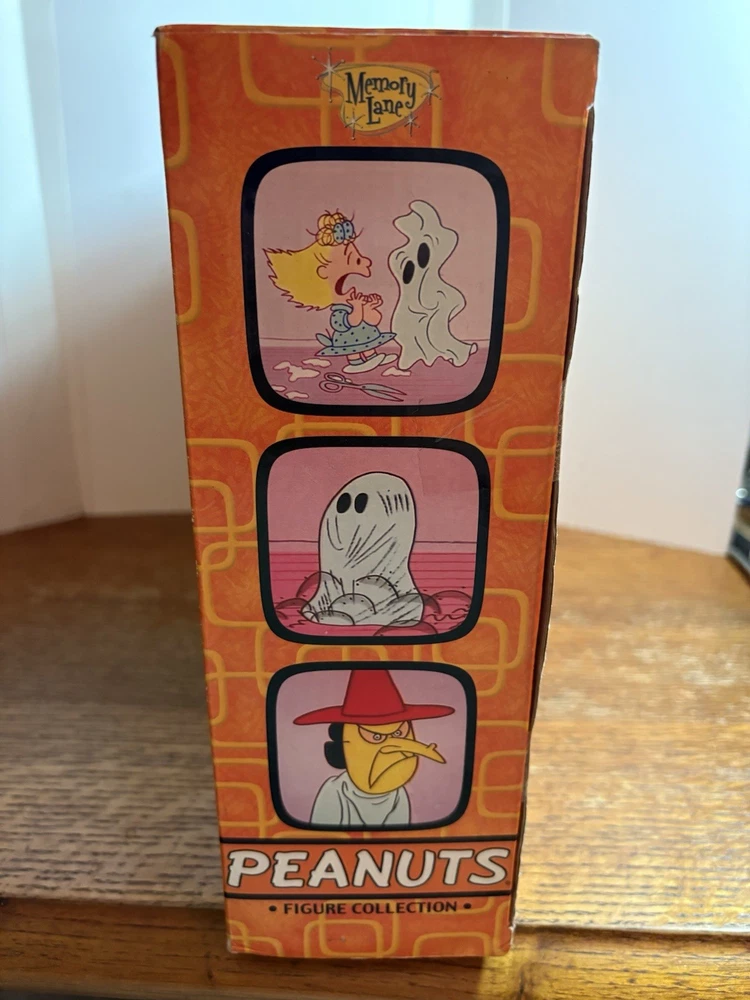 Memory
Lane
PEANUTS
• FIGURE COLLECTION •